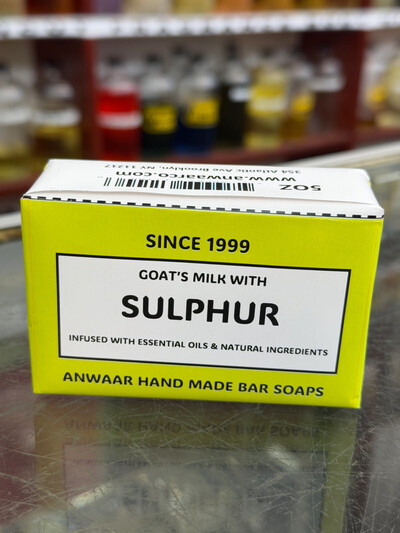 354 Atlantic Ave Brooklyn, NY 11217
www.anwaarco.com
5OZ
SINCE 1999
GOAT'S MILK WITH
SULPHUR
INFUSED WITH ESSENTIAL OILS & NATURAL INGREDIENTS
ANWAAR HAND MADE BAR SOAPS